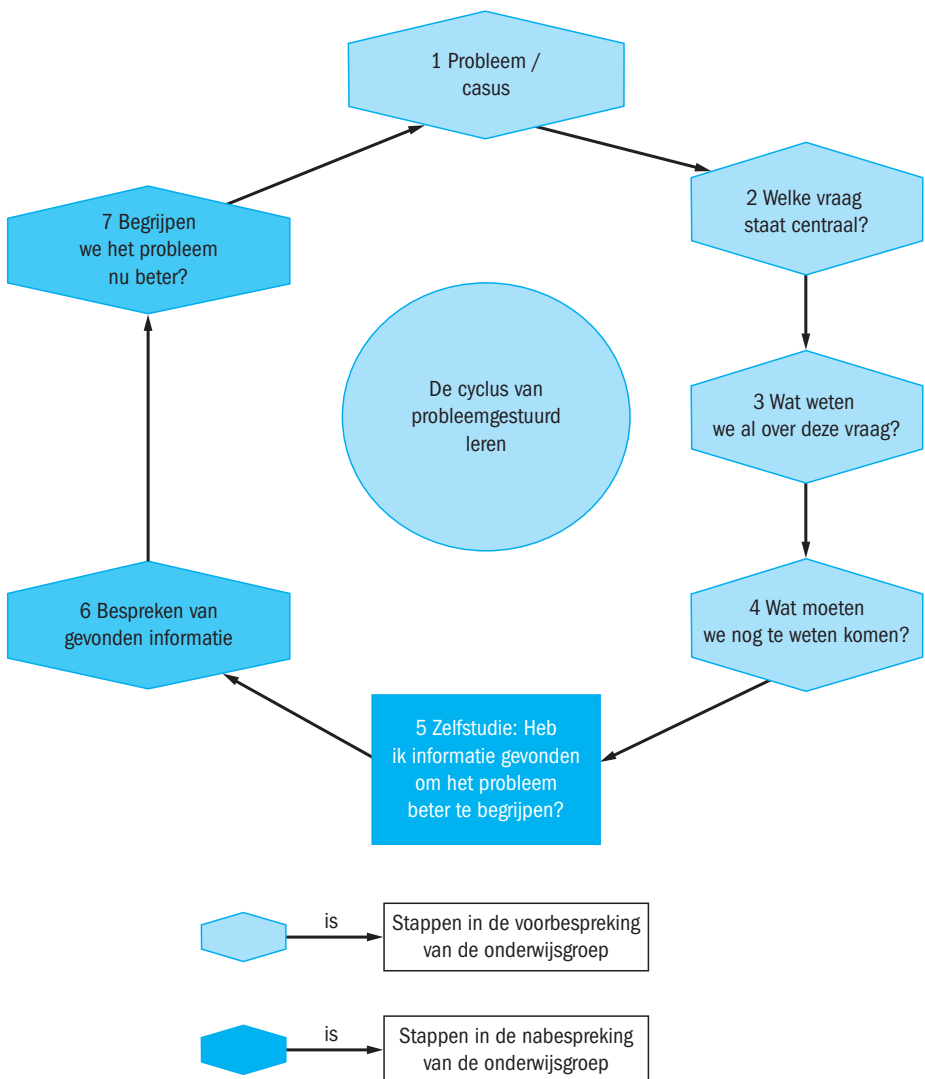 1 Probleem /
casus
2 Welke vraag
staat centraal?
3 Wat weten
we al over deze vraag?
4 Wat moeten
we nog te weten komen?
5 Zelfstudie: Heb
ik informatie gevonden
om het probleem
beter te begrijpen?
6 Bespreken van
gevonden informatie
7 Begrijpen
we het probleem
nu beter?
De cyclus van
probleemgestuurd
leren
is
Stappen in de voorbespreking
van de onderwijsgroep
is
Stappen in de nabespreking
van de onderwijsgroep